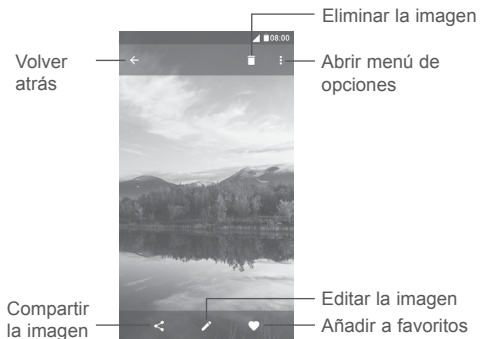 Eliminar la imagen
08:00
Volver
atrás
Abrir menú de
opciones
Compartir
la imagen
Editar la imagen
Añadir a favoritos